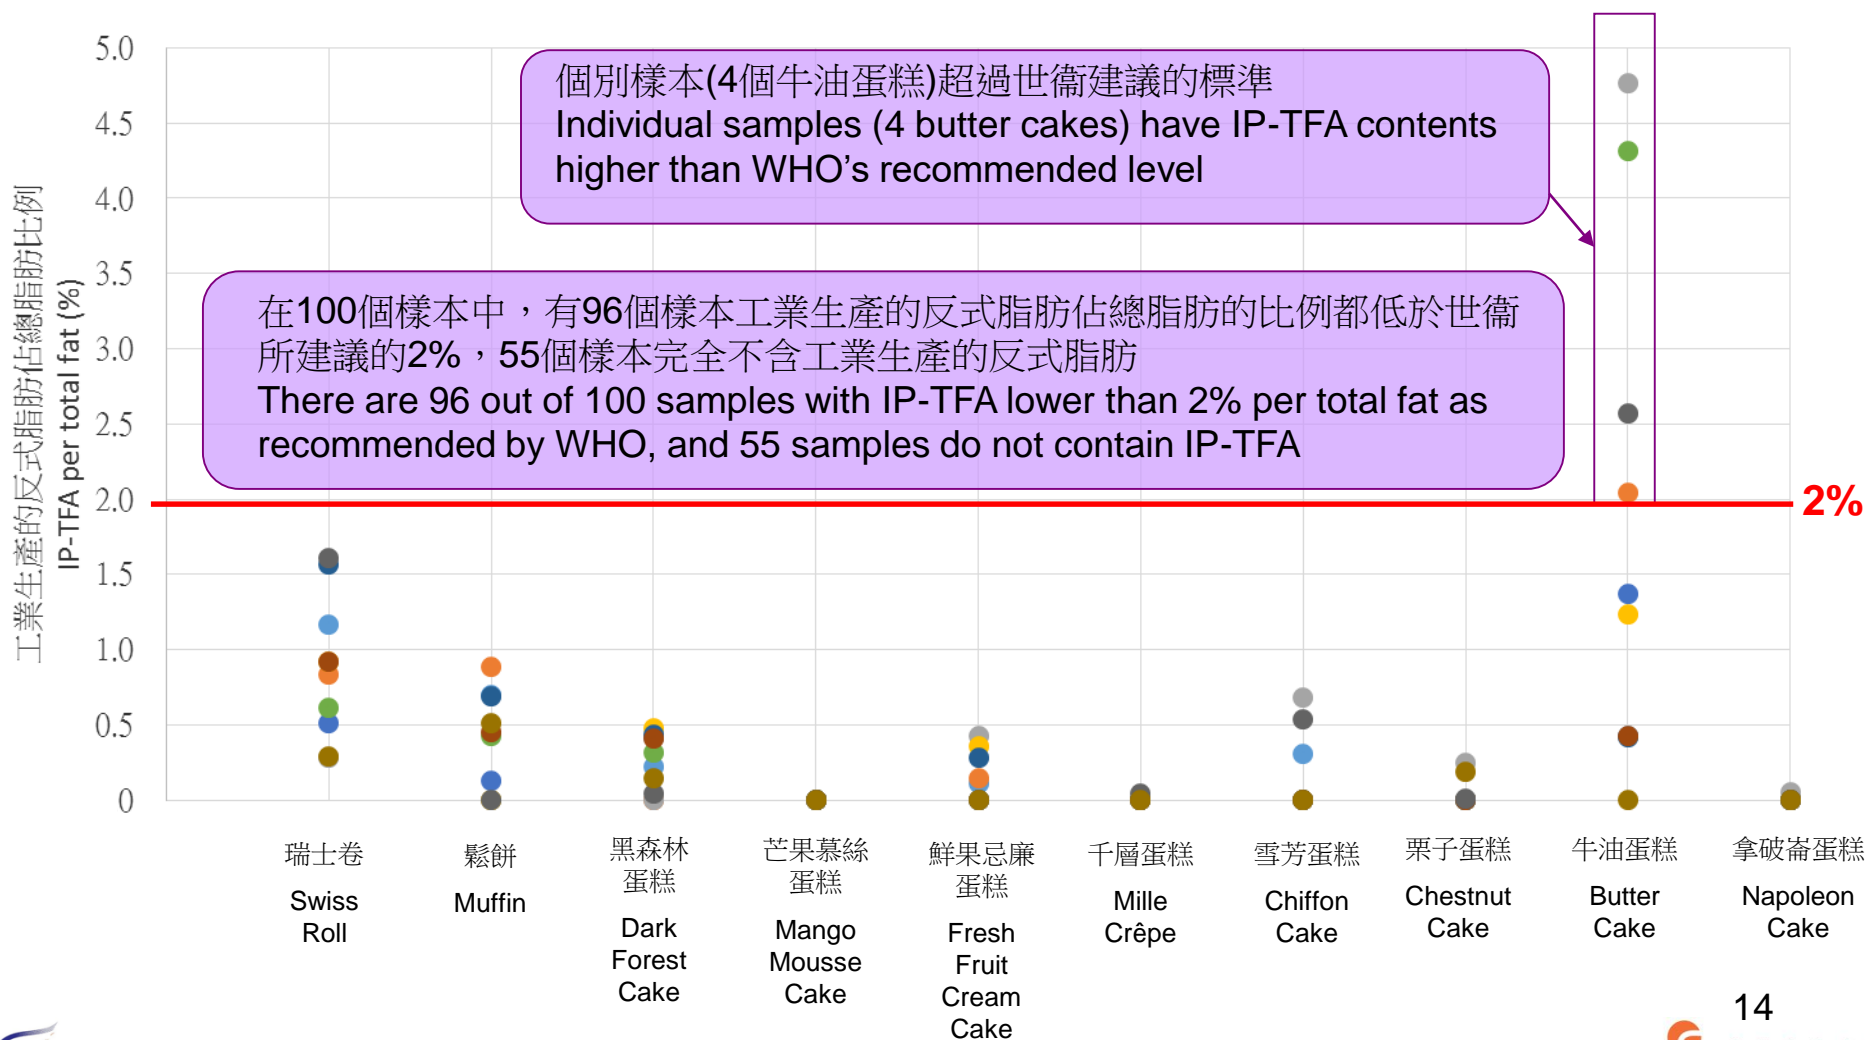 個別樣本(4個牛油蛋糕)超過世衞建議的標準
Individual samples (4 butter cakes) have IP-TFA contents
higher than WHO’s recommended level
在100個樣本中，有96個樣本工業生產的反式脂肪佔總脂肪的比例都低於世衞
所建議的2%，55個樣本完全不含工業生產的反式脂肪
There are 96 out of 100 samples with IP-TFA lower than 2% per total fat as
recommended by WHO, and 55 samples do not contain IP-TFA
工業生產的反式脂肪佔總脂肪比例
IP-TFA per total fat (%)
5.0
4.5
4.0
3.5
3.0
2.5
2.0
1.5
1.0
0.5
0
2%
瑞士卷
Swiss
Roll
鬆餅
Muffin
黑森林
蛋糕
Dark
Forest
Cake
芒果慕絲
蛋糕
Mango
Mousse
Cake
鮮果忌廉
蛋糕
Fresh
Fruit
Cream
Cake
千層蛋糕
Mille
Crêpe
雪芳蛋糕
Chiffon
Cake
栗子蛋糕
Chestnut
Cake
牛油蛋糕
Butter
Cake
拿破崙蛋糕
Napoleon
Cake
14